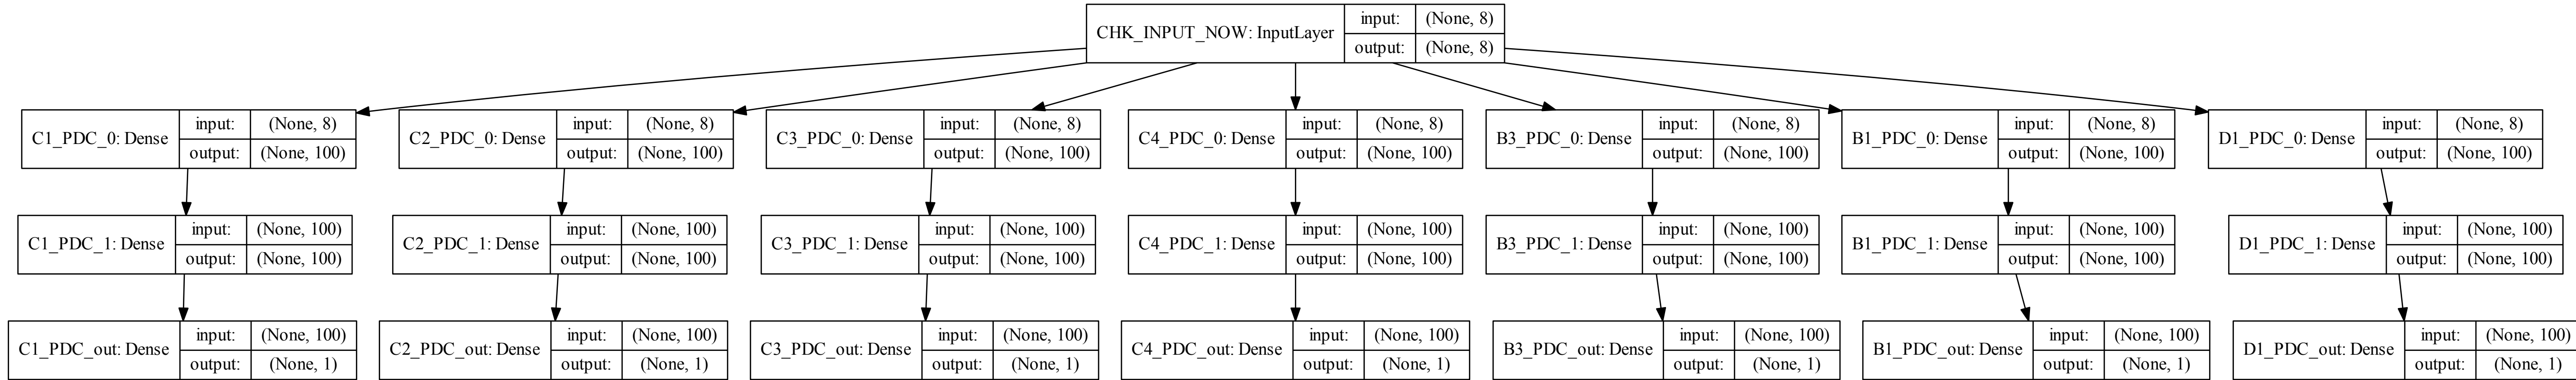 CHK_INPUT_NOW: InputLayer
input: (None, 8)
output: (None, 8)
C1_PDC_0: Dense
input: (None, 8)
output: (None, 100)
C2_PDC_0: Dense
input: (None, 8)
output: (None, 100)
C3_PDC_0: Dense
input: (None, 8)
output: (None, 100)
C4_PDC_0: Dense
input: (None, 8)
output: (None, 100)
B3_PDC_0: Dense
input: (None, 8)
output: (None, 100)
B1_PDC_0: Dense
input: (None, 8)
output: (None, 100)
D1_PDC_0: Dense
input: (None, 8)
output: (None, 100)
C1_PDC_1: Dense
input: (None, 100)
output: (None, 100)
C2_PDC_1: Dense
input: (None, 100)
output: (None, 100)
C3_PDC_1: Dense
input: (None, 100)
output: (None, 100)
C4_PDC_1: Dense
input: (None, 100)
output: (None, 100)
B3_PDC_1: Dense
input: (None, 100)
output: (None, 100)
B1_PDC_1: Dense
input: (None, 100)
output: (None, 100)
D1_PDC_1: Dense
input: (None, 100)
output: (None, 100)
C1_PDC_out: Dense
input: (None, 100)
output: (None, 1)
C2_PDC_out: Dense
input: (None, 100)
output: (None, 1)
C3_PDC_out: Dense
input: (None, 100)
output: (None, 1)
C4_PDC_out: Dense
input: (None, 100)
output: (None, 1)
B3_PDC_out: Dense
input: (None, 100)
output: (None, 1)
B1_PDC_out: Dense
input: (None, 100)
output: (None, 1)
D1_PDC_out: Dense
input: (None, 100)
output: (None, 1)